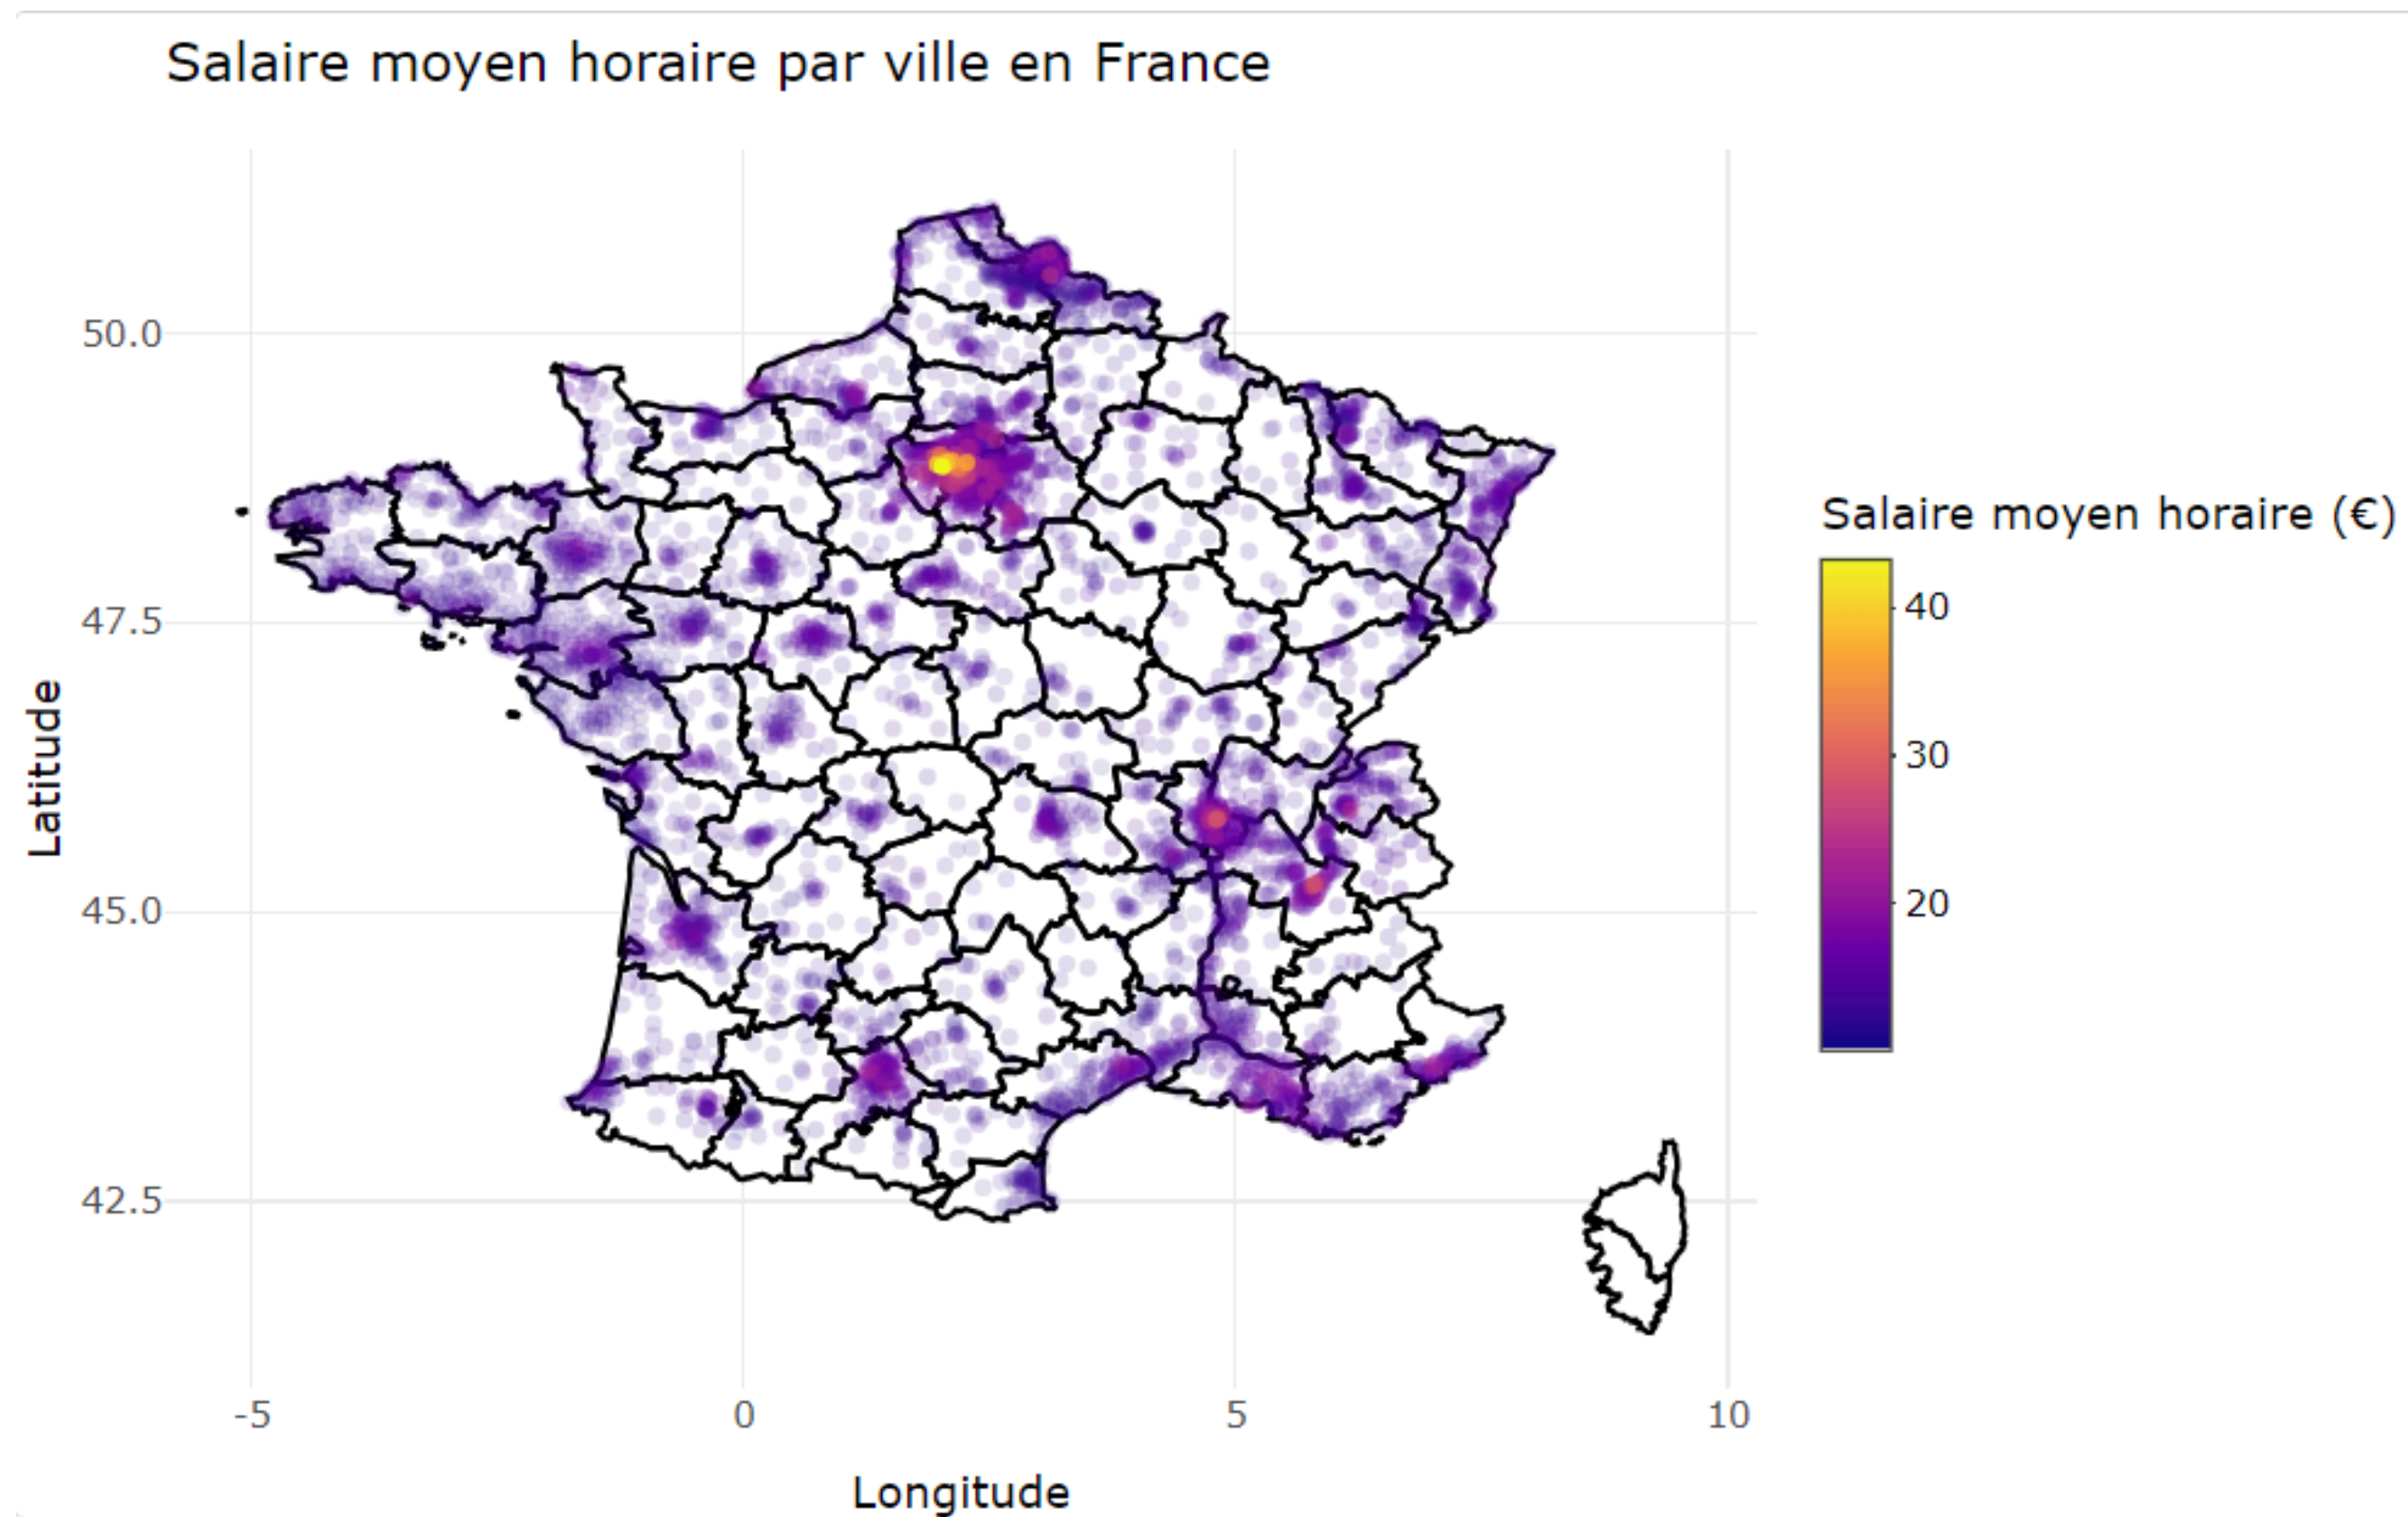 Salaire moyen horaire par ville en France
50.0
47.5
45.0
42.5
Latitude
-5
0
5
10
Longitude
Salaire moyen horaire (€)
40
30
20